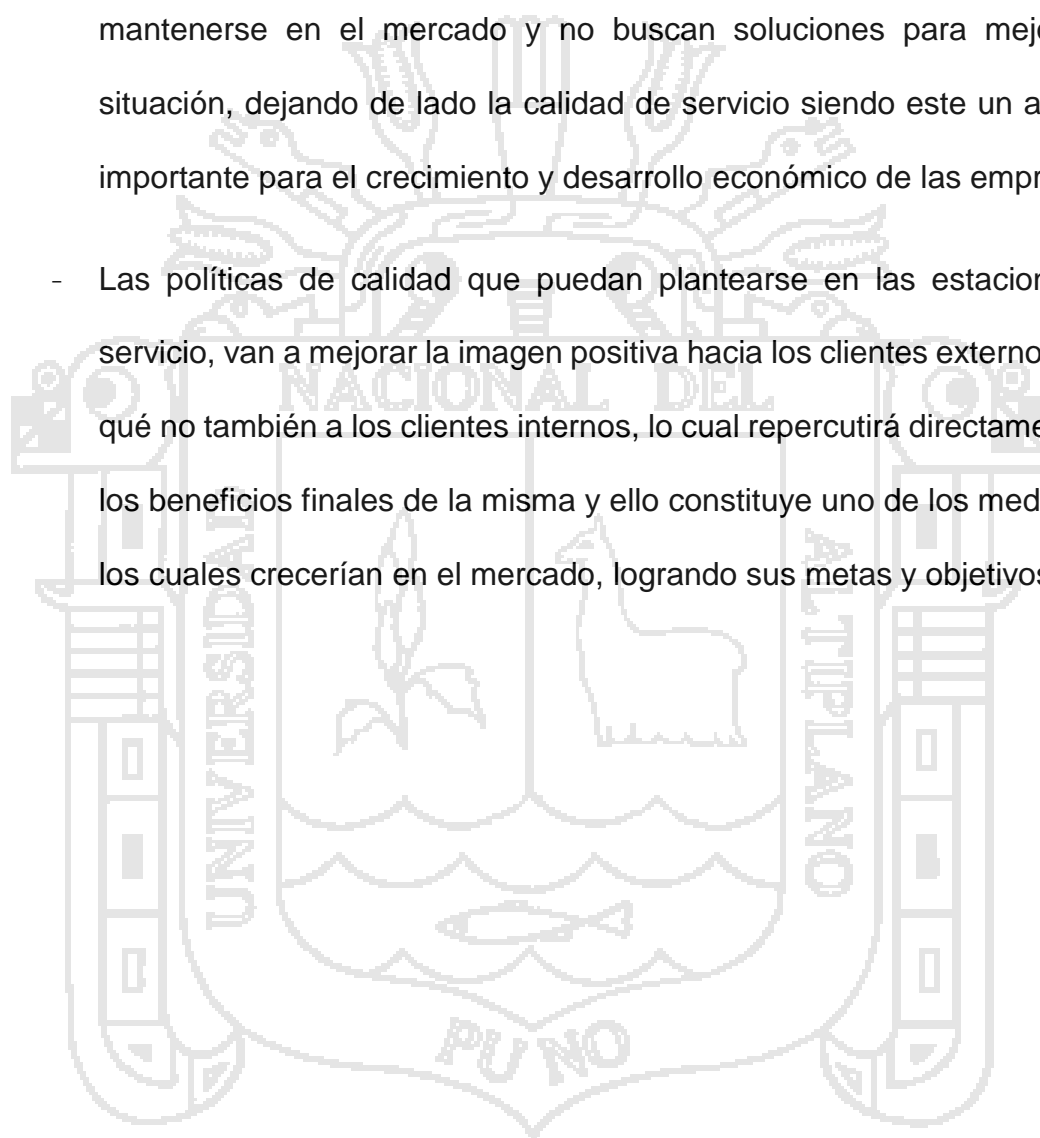 mantenerse en el mercado y no buscan soluciones para mej
situación, dejando de lado la calidad de servicio siendo este un a
importante para el crecimiento y desarrollo económico de las empr
- Las políticas de calidad que puedan plantearse en las estacion
servicio, van a mejorar la imagen positiva hacia los clientes externo
qué no también a los clientes internos, lo cual repercutirá directame
los beneficios finales de la misma y ello constituye uno de los med
los cuales crecerían en el mercado, logrando sus metas y objetivos
NACIONAL DEL
UNIVERSIDAD
ALTIPLANO
PUNO